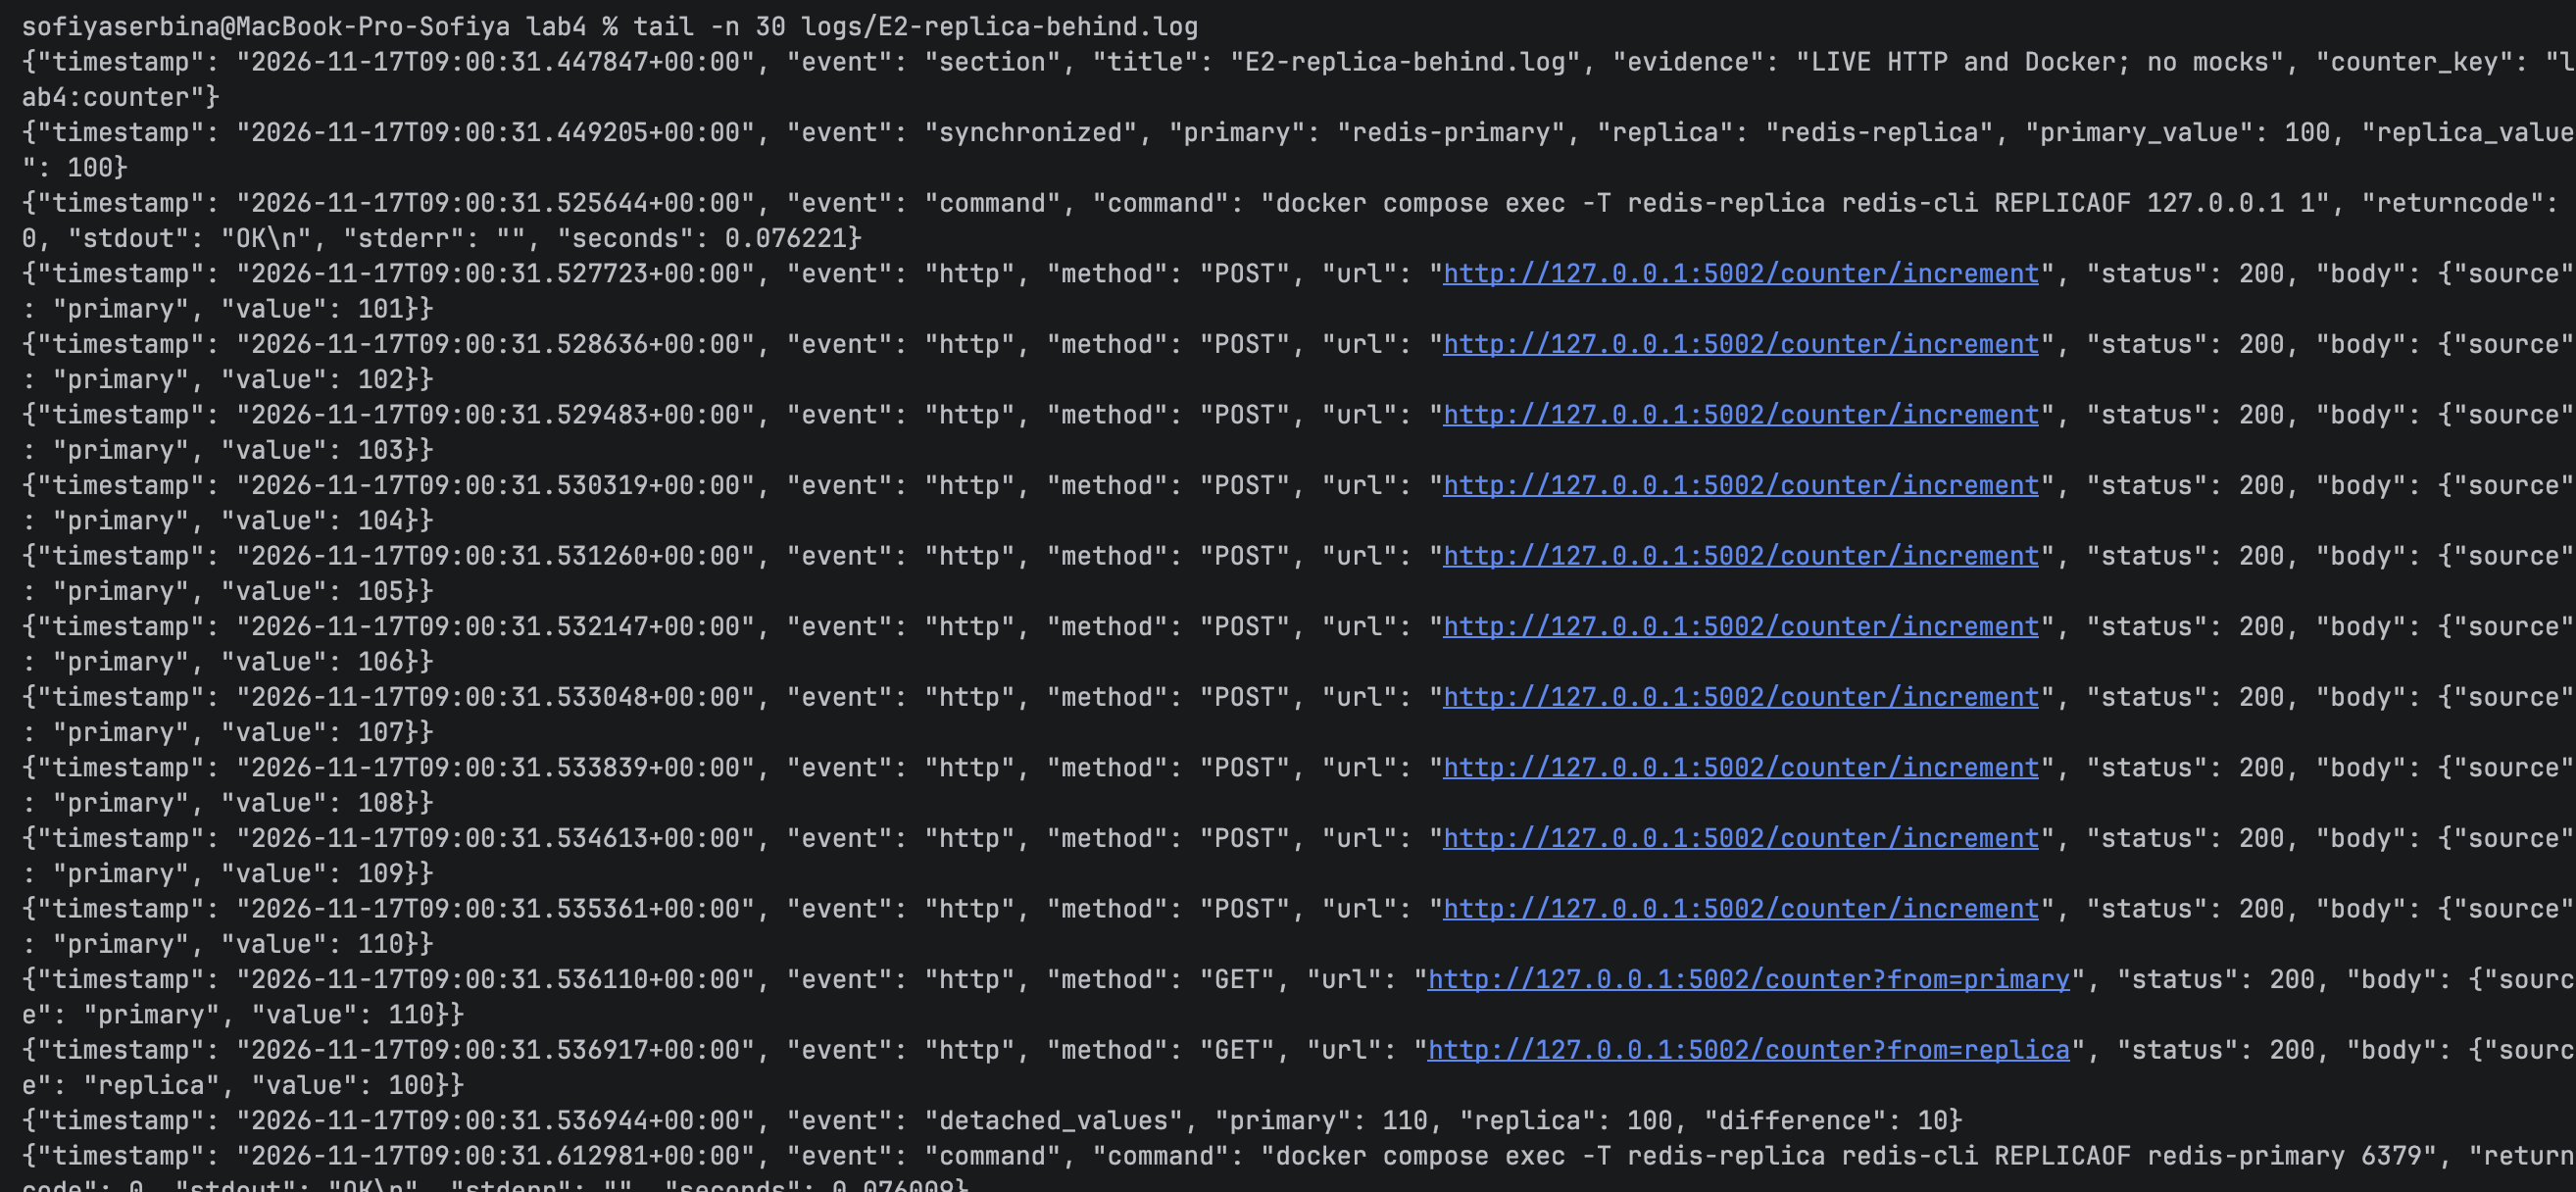 sofiyaserbina@MacBook-Pro-Sofiya lab4 % tail -n 30 logs/E2-replica-behind.log
{"timestamp": "2026-11-17T09:00:31.447847+00:00", "event": "section", "title": "E2-replica-behind.log", "evidence": "LIVE HTTP and Docker; no mocks", "counter_key": "l
ab4:counter"}
{"timestamp": "2026-11-17T09:00:31.449205+00:00", "event": "synchronized", "primary": "redis-primary", "replica": "redis-replica", "primary_value": 100, "replica_value
": 100}
{"timestamp": "2026-11-17T09:00:31.525644+00:00", "event": "command", "command": "docker compose exec -T redis-replica redis-cli REPLICAOF 127.0.0.1 1", "returncode":
0, "stdout": "OK\n", "stderr": "", "seconds": 0.076221}
{"timestamp": "2026-11-17T09:00:31.527723+00:00", "event": "http", "method": "POST", "url": "http://127.0.0.1:5002/counter/increment", "status": 200, "body": {"source"
: "primary", "value": 101}}
{"timestamp": "2026-11-17T09:00:31.528636+00:00", "event": "http", "method": "POST", "url": "http://127.0.0.1:5002/counter/increment", "status": 200, "body": {"source"
: "primary", "value": 102}}
{"timestamp": "2026-11-17T09:00:31.529483+00:00", "event": "http", "method": "POST", "url": "http://127.0.0.1:5002/counter/increment", "status": 200, "body": {"source"
: "primary", "value": 103}}
{"timestamp": "2026-11-17T09:00:31.530319+00:00", "event": "http", "method": "POST", "url": "http://127.0.0.1:5002/counter/increment", "status": 200, "body": {"source"
: "primary", "value": 104}}
{"timestamp": "2026-11-17T09:00:31.531260+00:00", "event": "http", "method": "POST", "url": "http://127.0.0.1:5002/counter/increment", "status": 200, "body": {"source"
: "primary", "value": 105}}
{"timestamp": "2026-11-17T09:00:31.532147+00:00", "event": "http", "method": "POST", "url": "http://127.0.0.1:5002/counter/increment", "status": 200, "body": {"source"
: "primary", "value": 106}}
{"timestamp": "2026-11-17T09:00:31.533048+00:00", "event": "http", "method": "POST", "url": "http://127.0.0.1:5002/counter/increment", "status": 200, "body": {"source"
: "primary", "value": 107}}
{"timestamp": "2026-11-17T09:00:31.533839+00:00", "event": "http", "method": "POST", "url": "http://127.0.0.1:5002/counter/increment", "status": 200, "body": {"source"
: "primary", "value": 108}}
{"timestamp": "2026-11-17T09:00:31.534613+00:00", "event": "http", "method": "POST", "url": "http://127.0.0.1:5002/counter/increment", "status": 200, "body": {"source"
: "primary", "value": 109}}
{"timestamp": "2026-11-17T09:00:31.535361+00:00", "event": "http", "method": "POST", "url": "http://127.0.0.1:5002/counter/increment", "status": 200, "body": {"source"
: "primary", "value": 110}}
{"timestamp": "2026-11-17T09:00:31.536110+00:00", "event": "http", "method": "GET", "url": "http://127.0.0.1:5002/counter?from=primary", "status": 200, "body": {"sourc
e": "primary", "value": 110}}
{"timestamp": "2026-11-17T09:00:31.536917+00:00", "event": "http", "method": "GET", "url": "http://127.0.0.1:5002/counter?from=replica", "status": 200, "body": {"sourc
e": "replica", "value": 100}}
{"timestamp": "2026-11-17T09:00:31.536944+00:00", "event": "detached_values", "primary": 110, "replica": 100, "difference": 10}
{"timestamp": "2026-11-17T09:00:31.612981+00:00", "event": "command", "command": "docker compose exec -T redis-replica redis-cli REPLICAOF redis-primary 6379", "return
code": 0, "stdout": "OK\n", "stderr": "", "seconds": 0.076009}